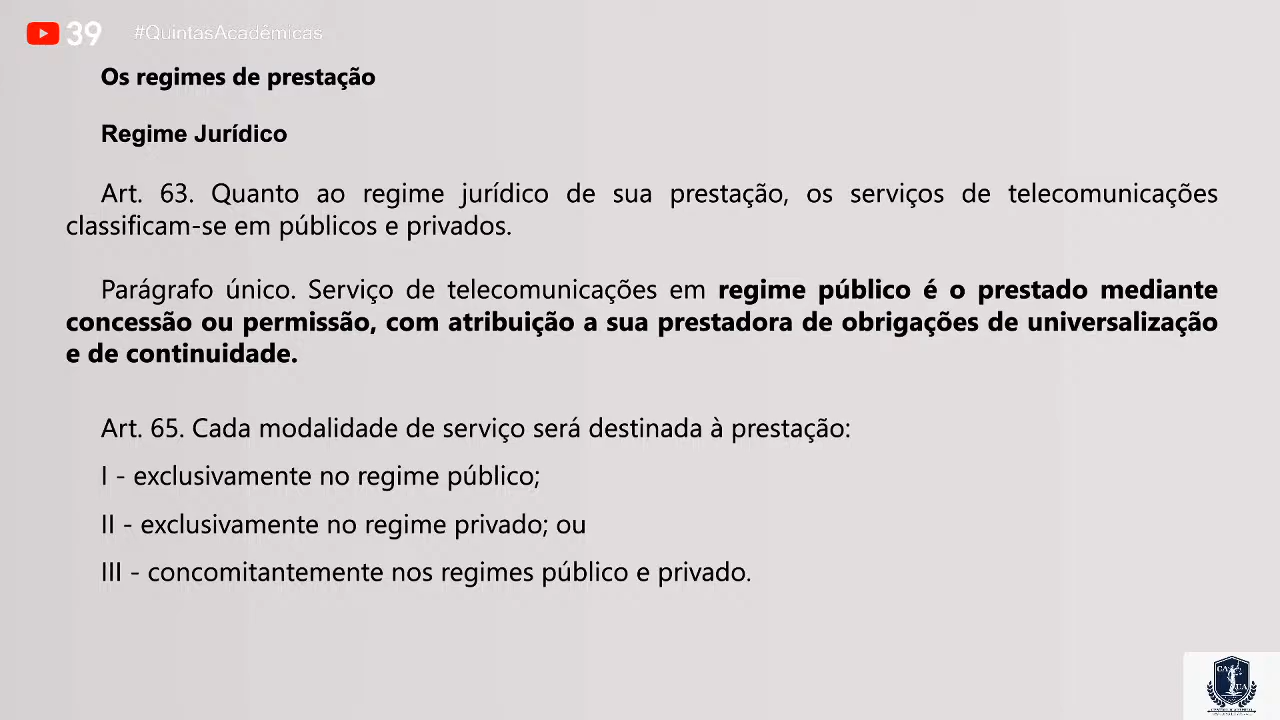 39 #QuintasAcadêmicas
Os regimes de prestação
Regime Jurídico
Art. 63. Quanto ao regime jurídico de sua prestação, os serviços de telecomunicações
classificam-se em públicos e privados.
Parágrafo único. Serviço de telecomunicações em regime público é o prestado mediante
concessão ou permissão, com atribuição a sua prestadora de obrigações de universalização
e de continuidade.
Art. 65. Cada modalidade de serviço será destinada à prestação:
I - exclusivamente no regime público;
II - exclusivamente no regime privado; ou
III - concomitantemente nos regimes público e privado.